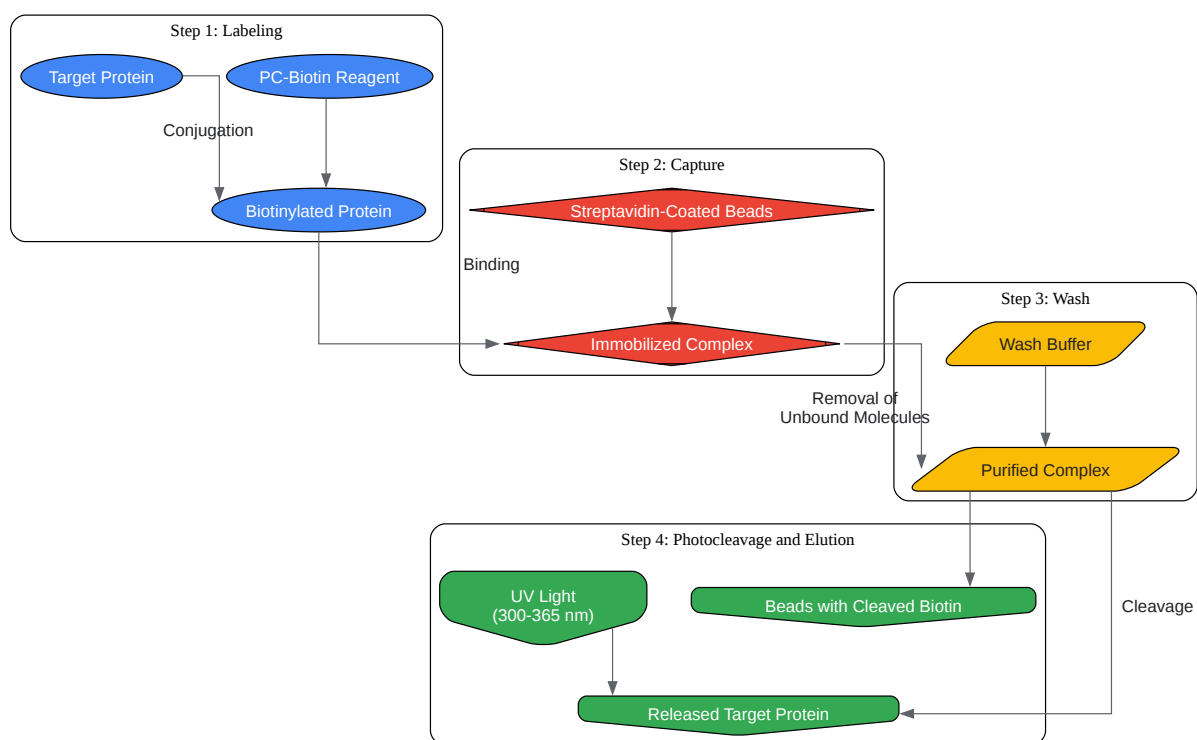 Step 1: Labeling
Target Protein
PC-Biotin Reagent
Conjugation
Biotinylated Protein
Step 2: Capture
Streptavidin-Coated Beads
Binding
Immobilized Complex
Step 3: Wash
Wash Buffer
Removal of
Unbound Molecules
Purified Complex
Step 4: Photocleavage and Elution
UV Light
(300-365 nm)
Beads with Cleaved Biotin
Cleavage
Released Target Protein